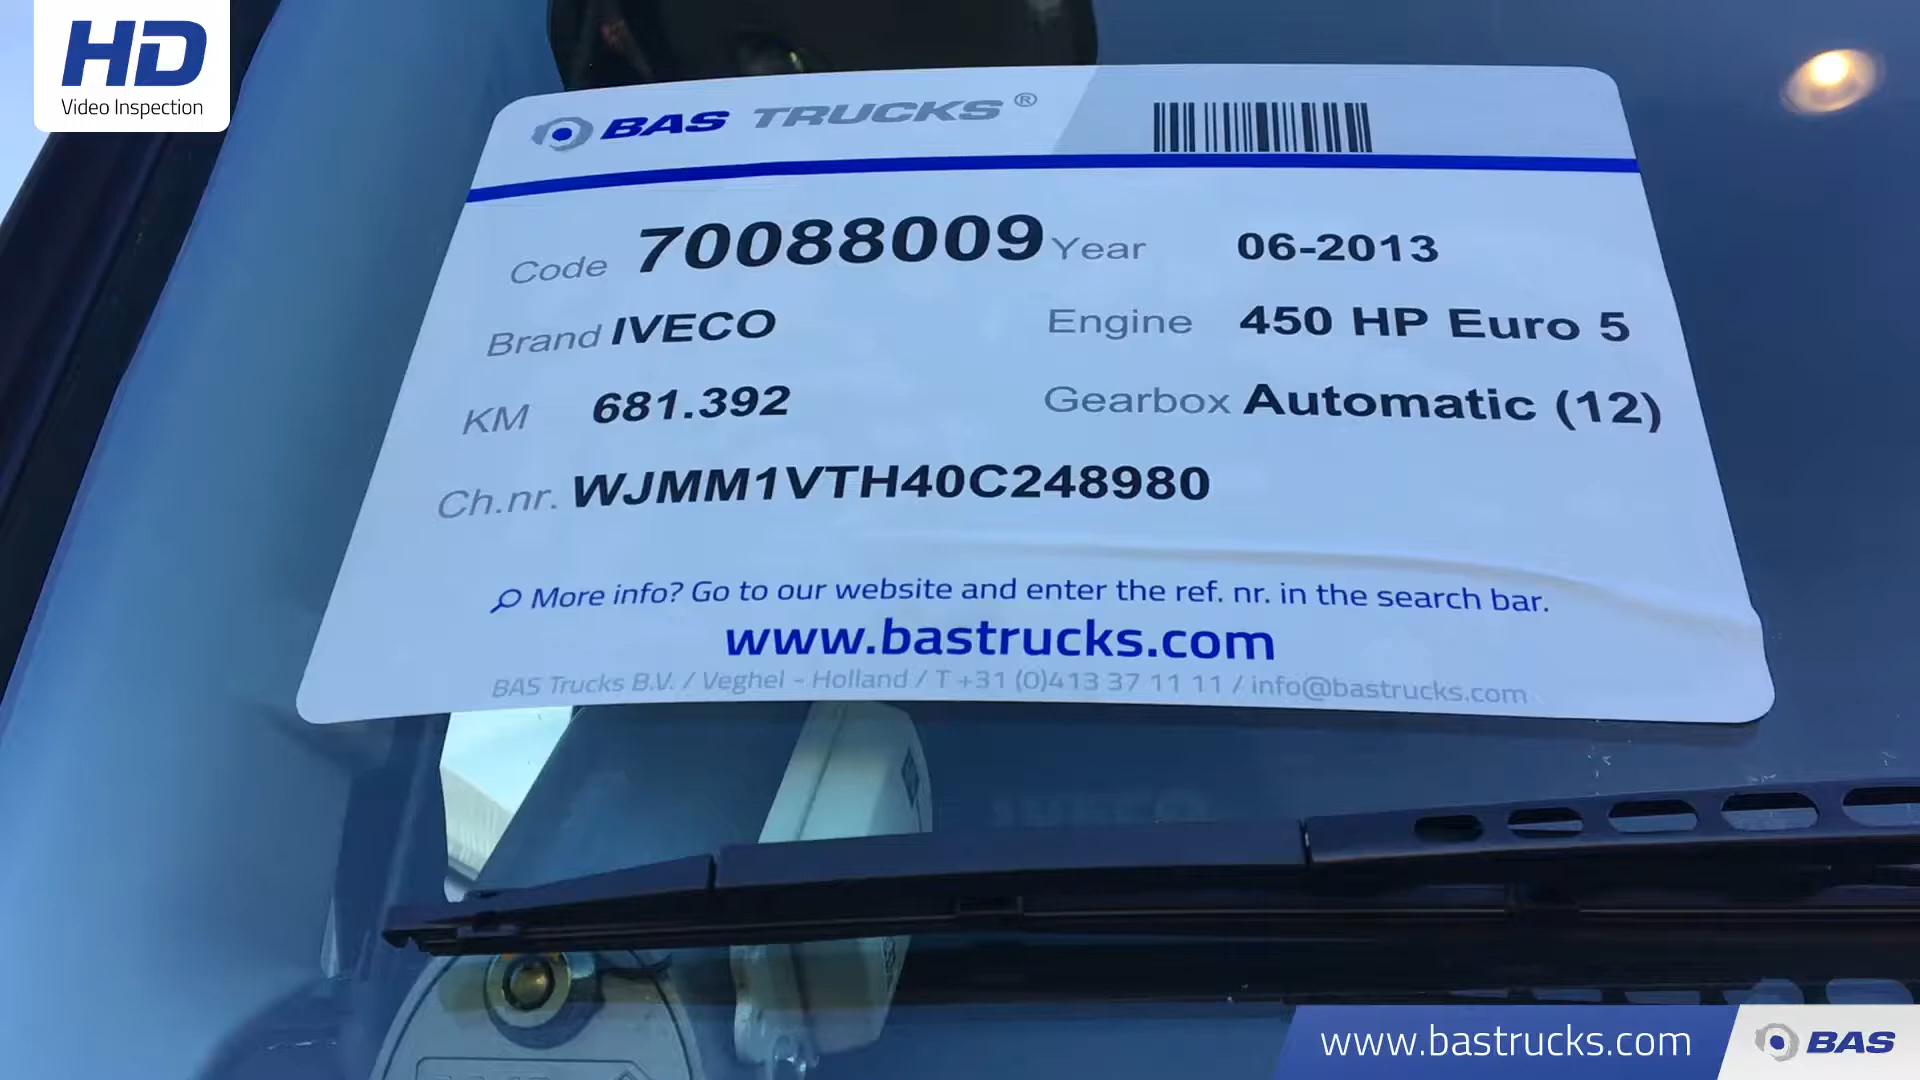 HD
Video Inspection
BAS TRUCKS®
Code 70088009 Year 06-2013
Brand IVECO Engine 450 HP Euro 5
KM 681.392 Gearbox Automatic (12)
Ch.nr. WJMM1VTH40C248980
More info? Go to our website and enter the ref. nr. in the search bar.
www.bastrucks.com
BAS Trucks B.V. / Veghel - Holland / T +31 (0)413 37 11 11 / info@bastrucks.com
www.bastrucks.com BAS